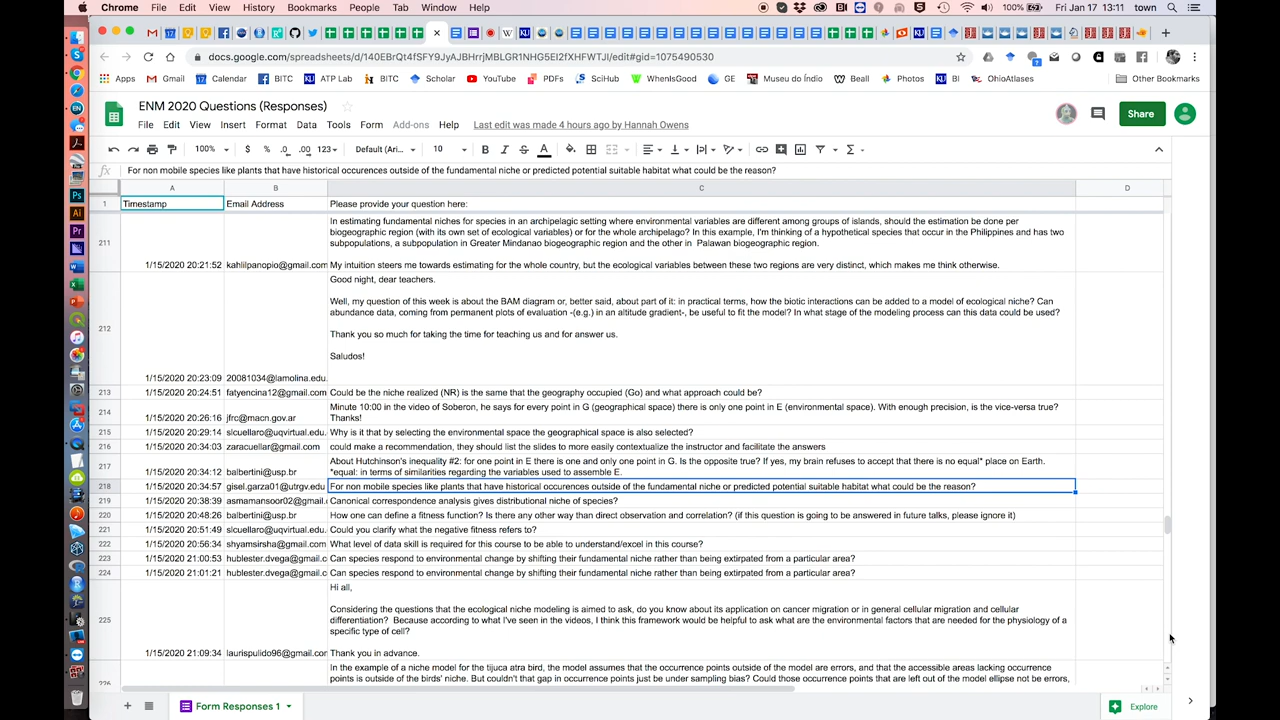 Chrome File Edit View History Bookmarks People Tab Window Help 100% Fri Jan 17 13:11 town
docs.google.com/spreadsheets/d/140EBrQt4fSFY9JyAJBHrrjMBLGR1NHG5EI2fXHFWTJI/edit#gid=1075490530
Apps Gmail Calendar BITC ATP Lab BITC Scholar YouTube PDFs SciHub WhenIsGood GE Museu do Índio Beall Photos BI OhioAtlases Other Bookmarks
ENM 2020 Questions (Responses)
File Edit View Insert Format Data Tools Form Add-ons Help Last edit was made 4 hours ago by Hannah Owens
Share
100% $ % .0 .00 123 Default (Ari... 10 B I S A
fx For non mobile species like plants that have historical occurences outside of the fundamental niche or predicted potential suitable habitat what could be the reason?
A B C D
1 Timestamp Email Address Please provide your question here:
In estimating fundamental niches for species in an archipelagic setting where environmental variables are different among groups of islands, should the estimation be done per
biogeographic region (with its own set of ecological variables) or for the whole archipelago? In this example, I'm thinking of a hypothetical species that occur in the Philippines and has two
subpopulations, a subpopulation in Greater Mindanao biogeographic region and the other in Palawan biogeographic region.
211
1/15/2020 20:21:52 kahlilpanopio@gmail.com My intuition steers me towards estimating for the whole country, but the ecological variables between these two regions are very distinct, which makes me think otherwise.
Good night, dear teachers.
Well, my question of this week is about the BAM diagram or, better said, about part of it: in practical terms, how the biotic interactions can be added to a model of ecological niche? Can
abundance data, coming from permanent plots of evaluation -(e.g.) in an altitude gradient-, be useful to fit the model? In what stage of the modeling process can this data could be used?
212
Thank you so much for taking the time for teaching us and for answer us.
Saludos!
1/15/2020 20:23:09 20081034@lamolina.edu.
213 1/15/2020 20:24:51 fatyencina12@gmail.com Could be the niche realized (NR) is the same that the geography occupied (Go) and what approach could be?
Minute 10:00 in the video of Soberon, he says for every point in G (geographical space) there is only one point in E (environmental space). With enough precision, is the vice-versa true?
214 1/15/2020 20:26:16 jfrc@macn.gov.ar Thanks!
215 1/15/2020 20:29:14 slcuellaro@uqvirtual.edu. Why is it that by selecting the environmental space the geographical space is also selected?
216 1/15/2020 20:34:03 zaracuellar@gmail.com could make a recommendation, they should list the slides to more easily contextualize the instructor and facilitate the answers
About Hutchinson's inequality #2: for one point in E there is one and only one point in G. Is the opposite true? If yes, my brain refuses to accept that there is no equal* place on Earth.
217 1/15/2020 20:34:12 balbertini@usp.br *equal: in terms of similarities regarding the variables used to assemble E.
218 1/15/2020 20:34:57 gisel.garza01@utrgv.edu For non mobile species like plants that have historical occurences outside of the fundamental niche or predicted potential suitable habitat what could be the reason?
219 1/15/2020 20:38:39 asmamansoor02@gmail. Canonical correspondence analysis gives distributional niche of species?
220 1/15/2020 20:48:26 balbertini@usp.br How one can define a fitness function? Is there any other way than direct observation and correlation? (if this question is going to be answered in future talks, please ignore it)
221 1/15/2020 20:51:49 slcuellaro@uqvirtual.edu. Could you clarify what the negative fitness refers to?
222 1/15/2020 20:56:34 shyamsirsha@gmail.com What level of data skill is required for this course to be able to understand/excel in this course?
223 1/15/2020 21:00:53 hublester.dvega@gmail.c Can species respond to environmental change by shifting their fundamental niche rather than being extirpated from a particular area?
224 1/15/2020 21:01:21 hublester.dvega@gmail.c Can species respond to environmental change by shifting their fundamental niche rather than being extirpated from a particular area?
Hi all,
Considering the questions that the ecological niche modeling is aimed to ask, do you know about its application on cancer migration or in general cellular migration and cellular
225 differentiation? Because according to what I've seen in the videos, I think this framework would be helpful to ask what are the environmental factors that are needed for the physiology of a
specific type of cell?
1/15/2020 21:09:34 laurispulido96@gmail.com Thank you in advance.
In the example of a niche model for the tijuca atra bird, the model assumes that the occurrence points outside of the model are errors, and that the accessible areas lacking occurrence
points is outside of the birds' niche. But couldn't that gap in occurrence points just be under sampling bias? Could those occurrence points that are left out of the model ellipse not be errors,
226
Form Responses 1 Explore